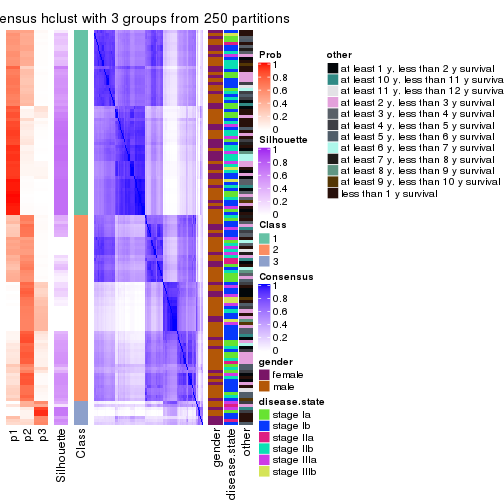 ensus hclust with 3 groups from 250 partitions
Prob
1
0.8
0.6
0.4
0.2
0
Silhouette
1
0.8
0.6
0.4
0.2
0
Class
1
2
3
Consensus
1
0.8
0.6
0.4
0.2
0
gender
female
male
disease.state
stage Ia
stage Ib
stage IIa
stage IIb
stage IIIa
stage IIIb
other
at least 1 y. less than 2 y survival
at least 10 y. less than 11 y surviva
at least 11 y. less than 12 y surviva
at least 2 y. less than 3 y survival
at least 3 y. less than 4 y survival
at least 4 y. less than 5 y survival
at least 5 y. less than 6 y survival
at least 6 y. less than 7 y survival
at least 7 y. less than 8 y survival
at least 8 y. less than 9 y survival
at least 9 y. less than 10 y survival
less than 1 y survival
p1
p2
p3
Silhouette
Class
gender
disease.state
other